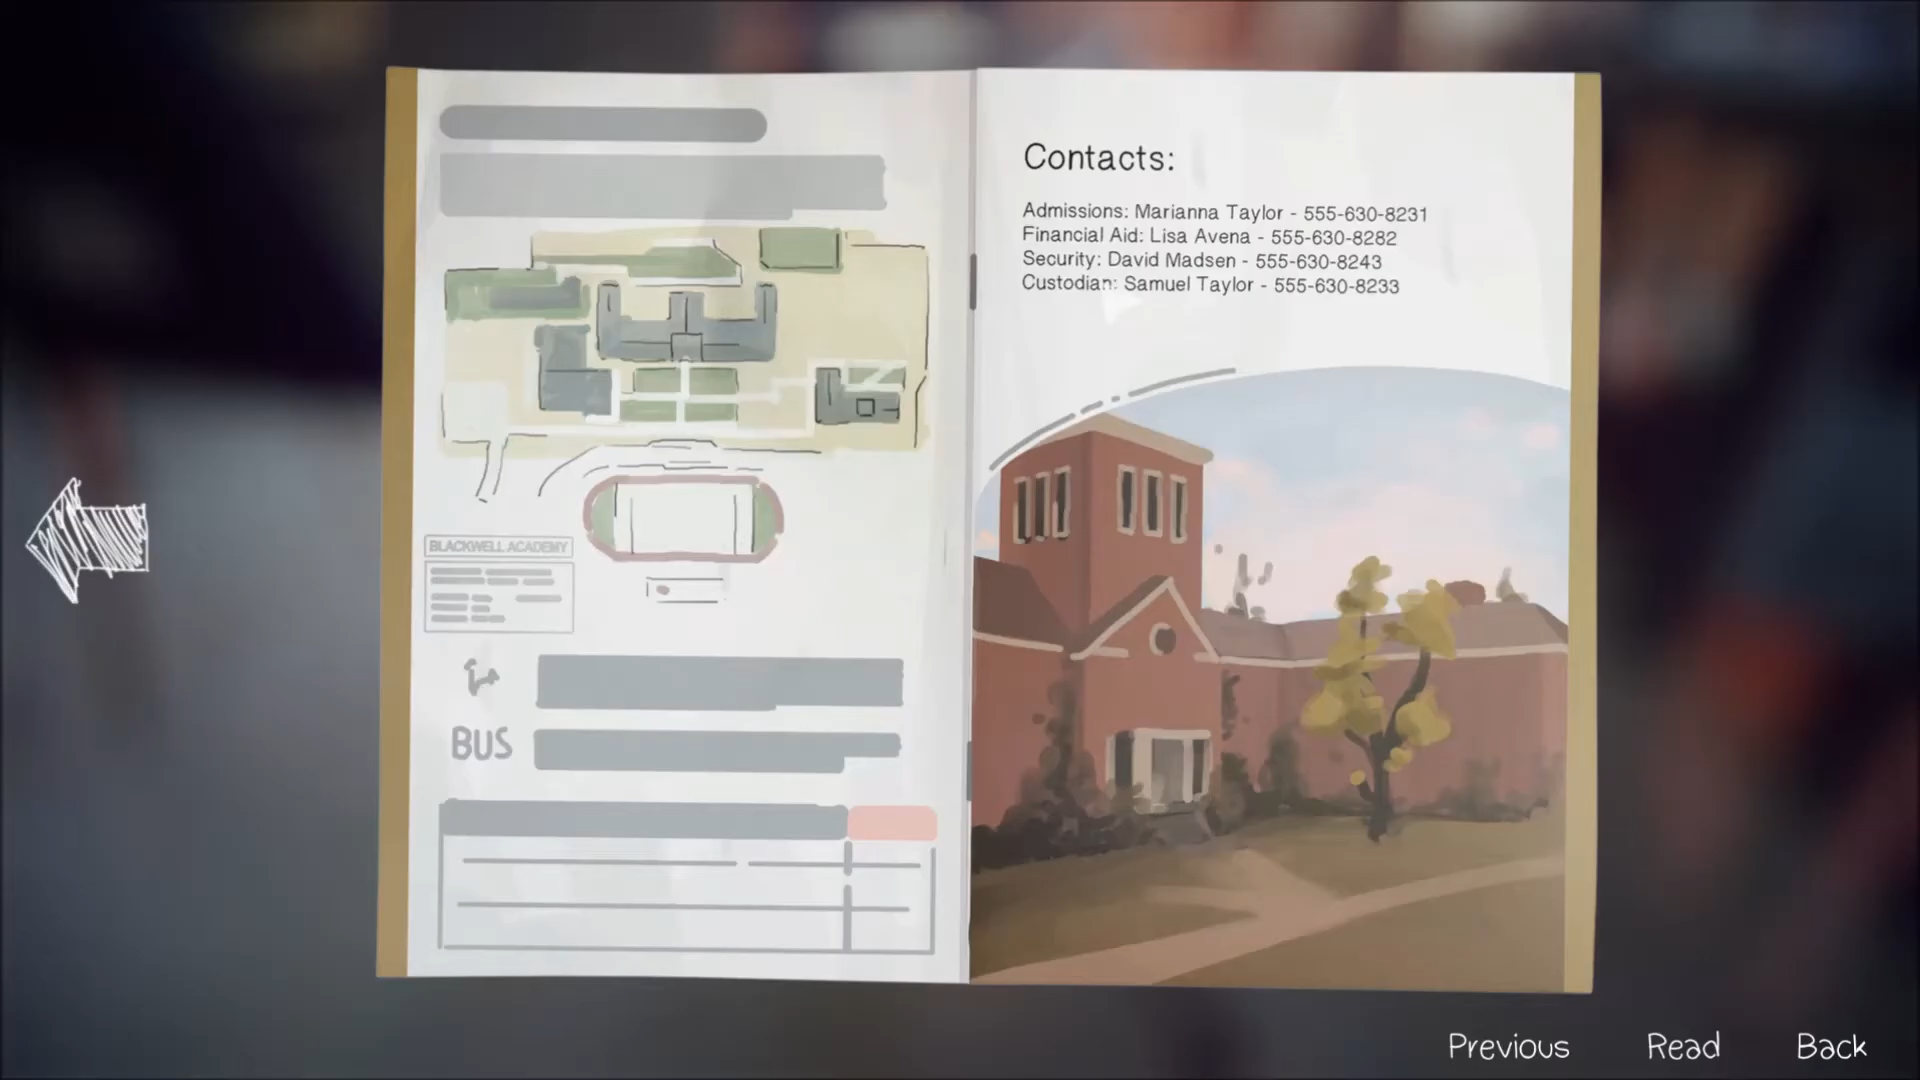 BLACKWELL ACADEMY
BUS
Contacts:
Admissions: Marianna Taylor - 555-630-8231
Financial Aid: Lisa Avena - 555-630-8282
Security: David Madsen - 555-630-8243
Custodian: Samuel Taylor - 555-630-8233
Previous
Read
Back